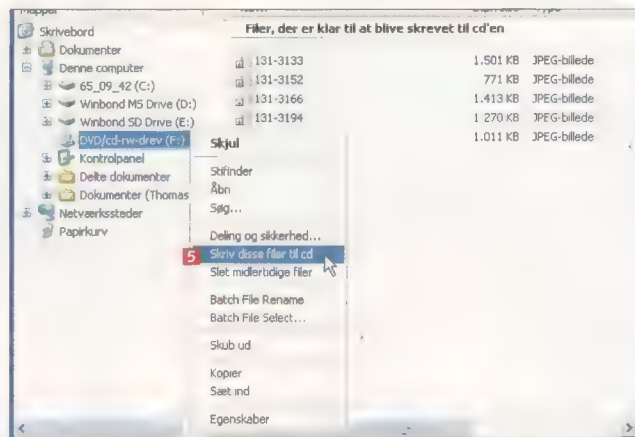 Mapper
Skrivebord
Dokumenter
Denne computer
65_09_42 (C:)
Winbond MS Drive (D:)
Winbond SD Drive (E:)
DVD/cd-rw-drev (F:)
Kontrolpanel
Delte dokumenter
Dokumenter (Thomas
Netværkssteder
Papirkurv
Filer, der er klar til at blive skrevet til cd'en
131-3133 1.501 KB JPEG-billede
131-3152 771 KB JPEG-billede
131-3166 1.413 KB JPEG-billede
131-3194 1 270 KB JPEG-billede
1.011 KB JPEG-billede
Skjul
Stifinder
Åbn
Søg...
Deling og sikkerhed...
5 Skriv disse filer til cd
Slet midlertidige filer
Batch File Rename
Batch File Select...
Skub ud
Kopier
Sæt ind
Egenskaber